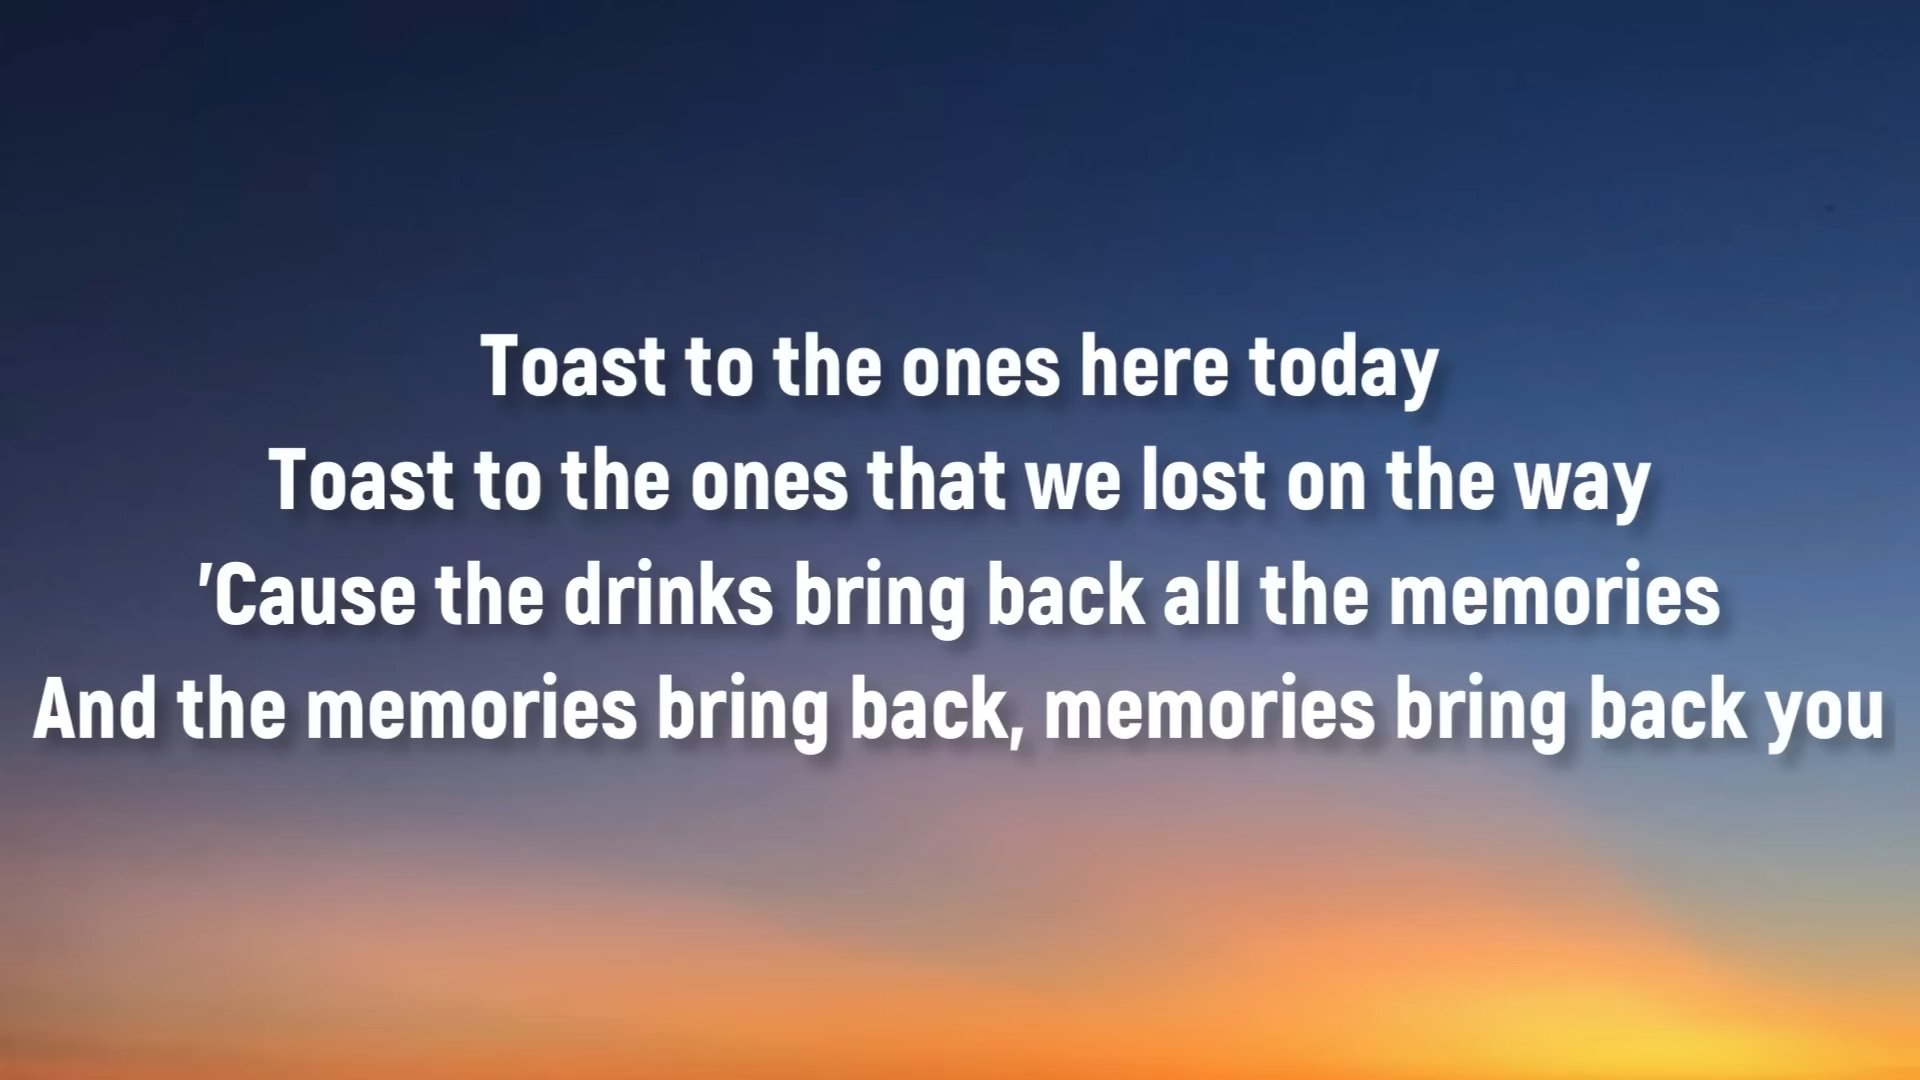 Toast to the ones here today
Toast to the ones that we lost on the way
'Cause the drinks bring back all the memories
And the memories bring back, memories bring back you